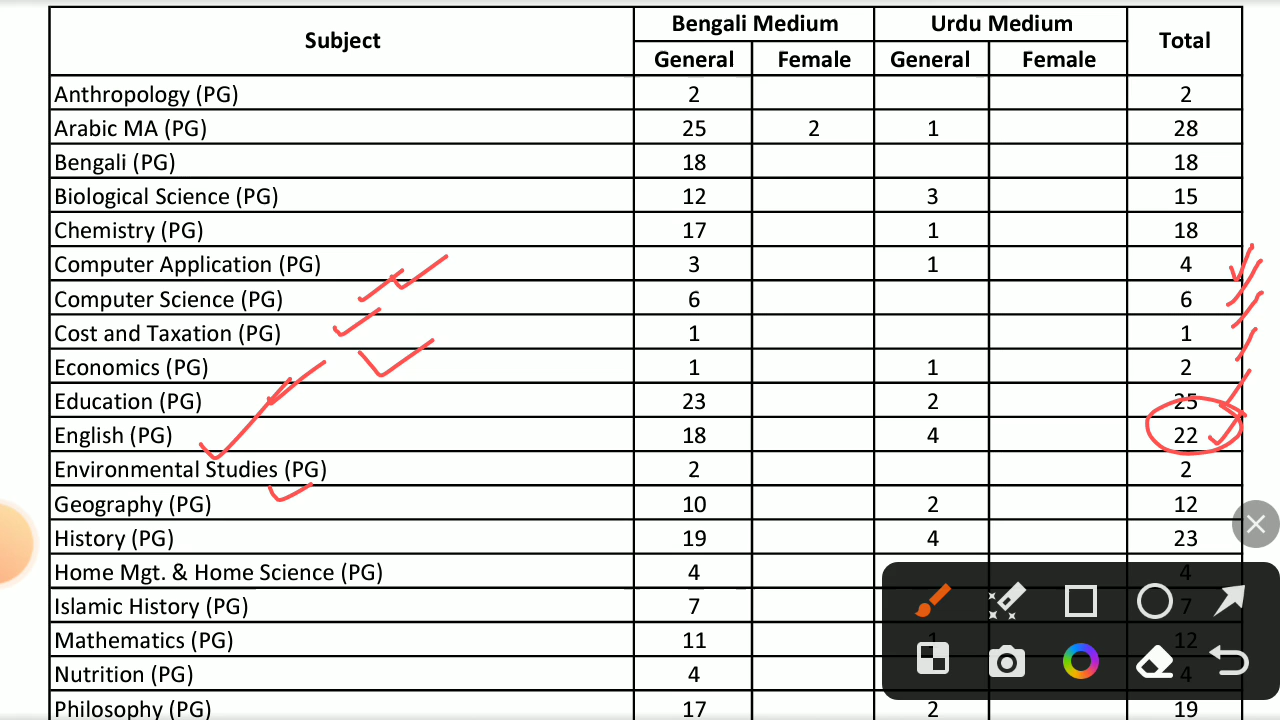 Subject Bengali Medium Urdu Medium Total
General Female General Female
Anthropology (PG) 2 2
Arabic MA (PG) 25 2 1 28
Bengali (PG) 18 18
Biological Science (PG) 12 3 15
Chemistry (PG) 17 1 18
Computer Application (PG) 3 1 4
Computer Science (PG) 6 6
Cost and Taxation (PG) 1 1
Economics (PG) 1 1 2
Education (PG) 23 2 25
English (PG) 18 4 22
Environmental Studies (PG) 2 2
Geography (PG) 10 2 12
History (PG) 19 4 23
Home Mgt. & Home Science (PG) 4 4
Islamic History (PG) 7 7
Mathematics (PG) 11 1 12
Nutrition (PG) 4 4
Philosophy (PG) 17 2 19